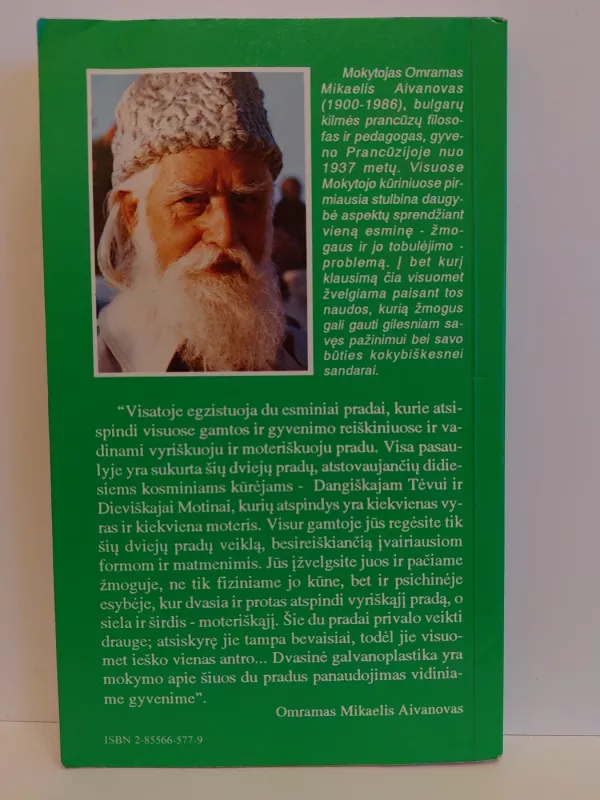 Mokytojas Omramas
Mikaelis Aivanovas
(1900-1986), bulgarų
kilmės prancūzų filoso-
fas ir pedagogas, gyve-
no Prancūzijoje nuo
1937 metų. Visuose
Mokytojo kūriniuose pir-
miausia stulbina daugy-
bė aspektų sprendžiant
vieną esminę - žmo-
gaus ir jo tobulėjimo -
problemą. Į bet kurį
klausimą čia visuomet
žvelgiama paisant tos
naudos, kurią žmogus
gali gauti gilesniam sa-
vęs pažinimui bei savo
būties kokybiškesnei
sandarai.
“Visatoje egzistuoja du esminiai pradai, kurie atsi-
spindi visuose gamtos ir gyvenimo reiškiniuose ir va-
dinami vyriškuoju ir moteriškuoju pradu. Visa pasau-
lyje yra sukurta šių dviejų pradų, atstovaujančių didie-
siems kosminiams kūrėjams - Dangiškajam Tėvui ir
Dieviškajai Motinai, kurių atspindys yra kiekvienas vy-
ras ir kiekviena moteris. Visur gamtoje jūs regėsite tik
šių dviejų pradų veiklą, besireiškiančią įvairiausiom
formom ir matmenimis. Jūs įžvelgsite juos ir pačiame
žmoguje, ne tik fiziniame jo kūne, bet ir psichinėje
esybėje, kur dvasia ir protas atspindi vyriškąjį pradą, o
siela ir širdis - moteriškąjį. Šie du pradai privalo veikti
drauge; atsiskyrę jie tampa bevaisiai, todėl jie visuo-
met ieško vienas antro... Dvasinė galvanoplastika yra
mokymo apie šiuos du pradus panaudojimas vidinia-
me gyvenime”.
Omramas Mikaelis Aivanovas
ISBN 2-85566-577-9